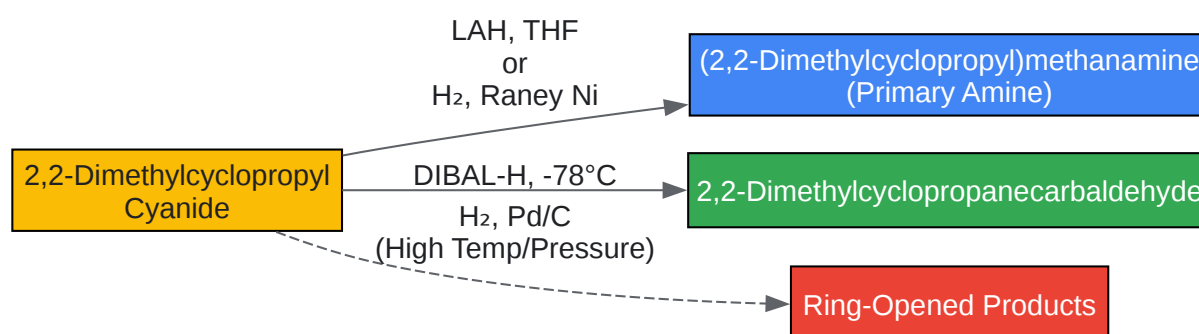 LAH, THF
or
H₂, Raney Ni
(2,2-Dimethylcyclopropyl)methanamine
(Primary Amine)
2,2-Dimethylcyclopropyl
Cyanide
DIBAL-H, -78°C
2,2-Dimethylcyclopropanecarbaldehyde
H₂, Pd/C
(High Temp/Pressure)
Ring-Opened Products